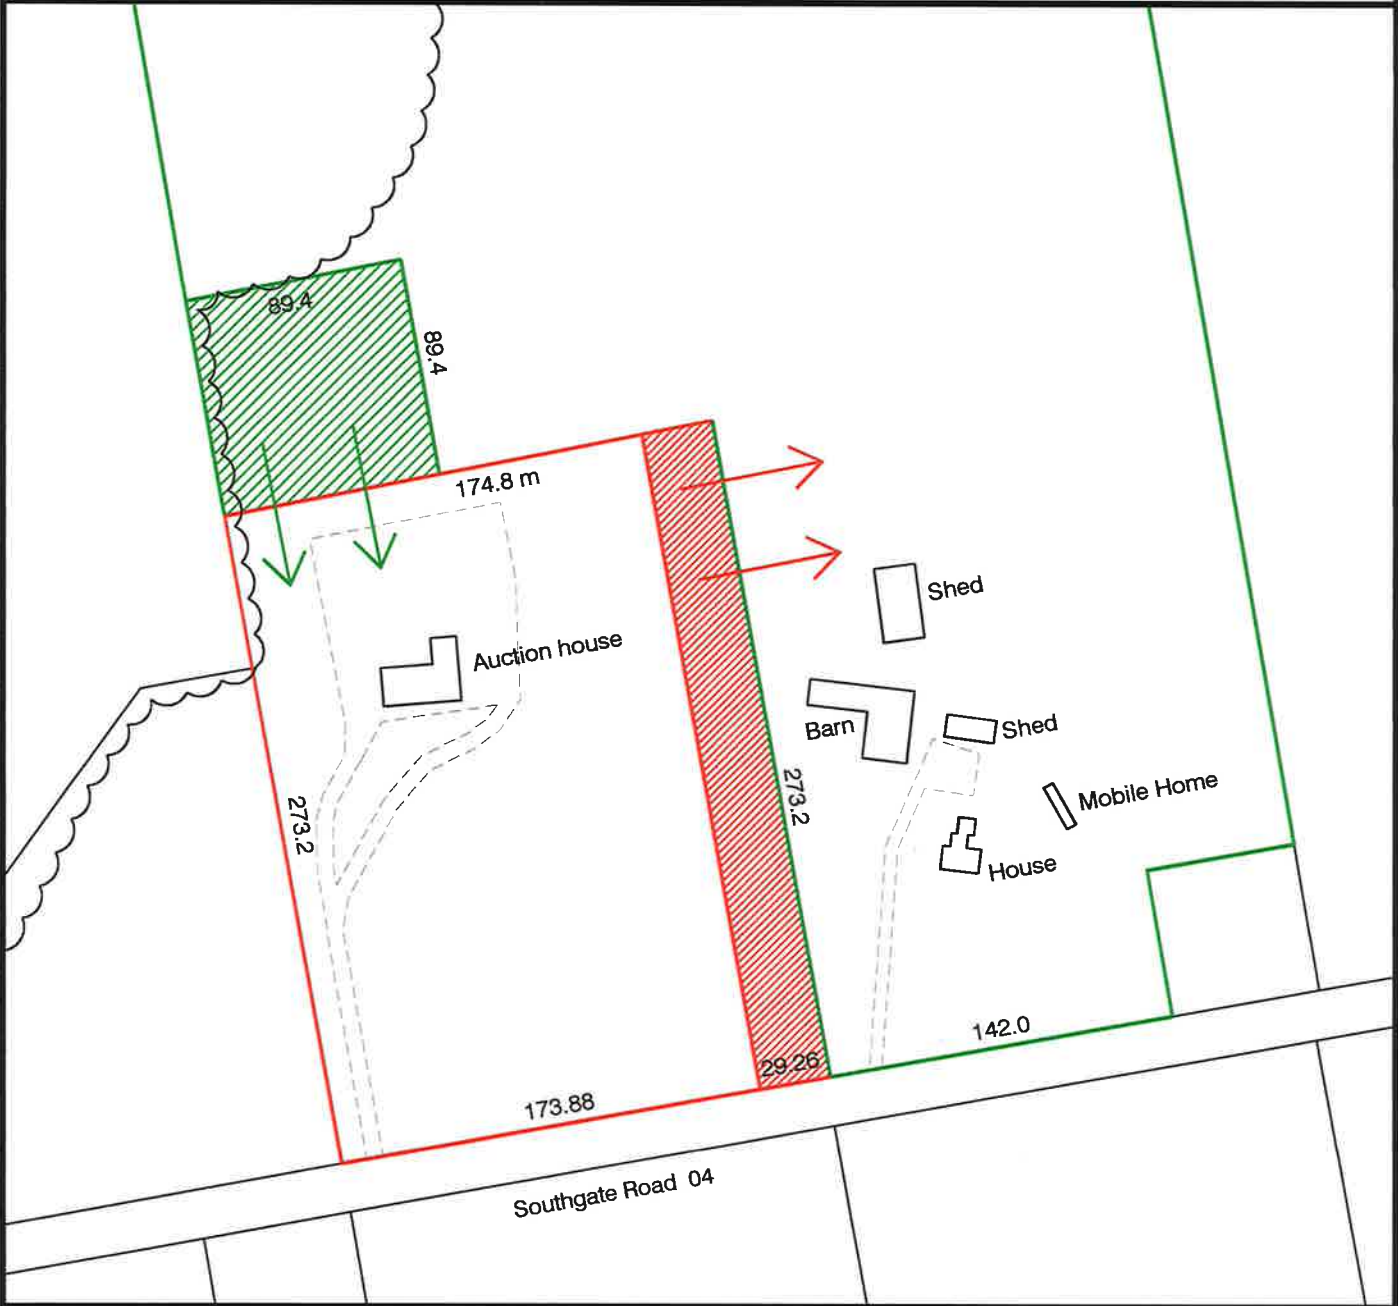 89.4
89.4
174.8 m
Shed
Auction house
Barn
Shed
273.2
273.2
Mobile Home
House
142.0
29.26
173.88
Southgate Road 04